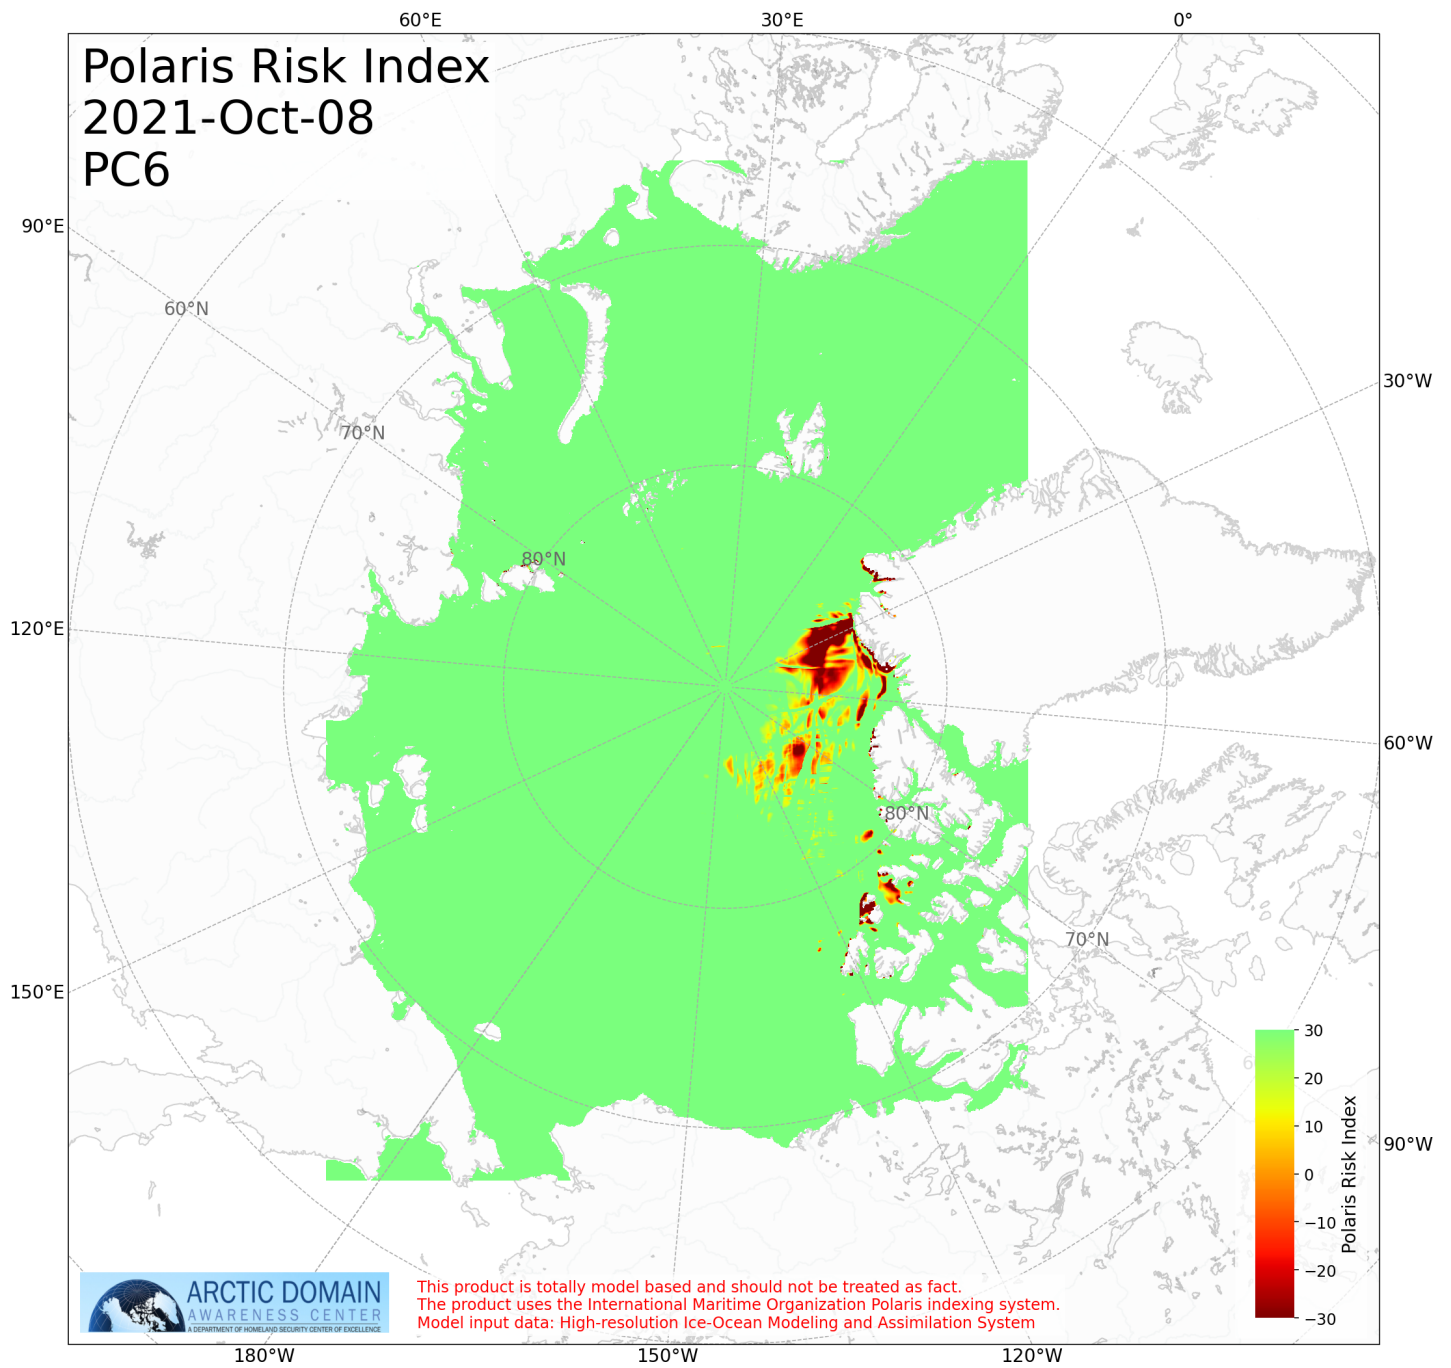 60°E 30°E 0°
Polaris Risk Index
2021-Oct-08
PC6
90°E
60°N
30°W
70°N
80°N
120°E
60°W
80°N
70°N
150°E
30
20
10
0
−10
−20
−30
Polaris Risk Index
90°W
ARCTIC DOMAIN
AWARENESS CENTER
A DEPARTMENT OF HOMELAND SECURITY CENTER OF EXCELLENCE
This product is totally model based and should not be treated as fact.
The product uses the International Maritime Organization Polaris indexing system.
Model input data: High-resolution Ice-Ocean Modeling and Assimilation System
180°W 150°W 120°W